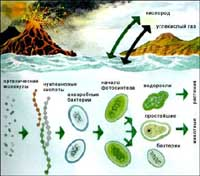 кислород
углекислый газ
органические
молекулы
нуклеиновые
кислоты
анаэробные
бактерии
начало
фотосинтеза
водоросли
простейшие
бактерии
растения
животные